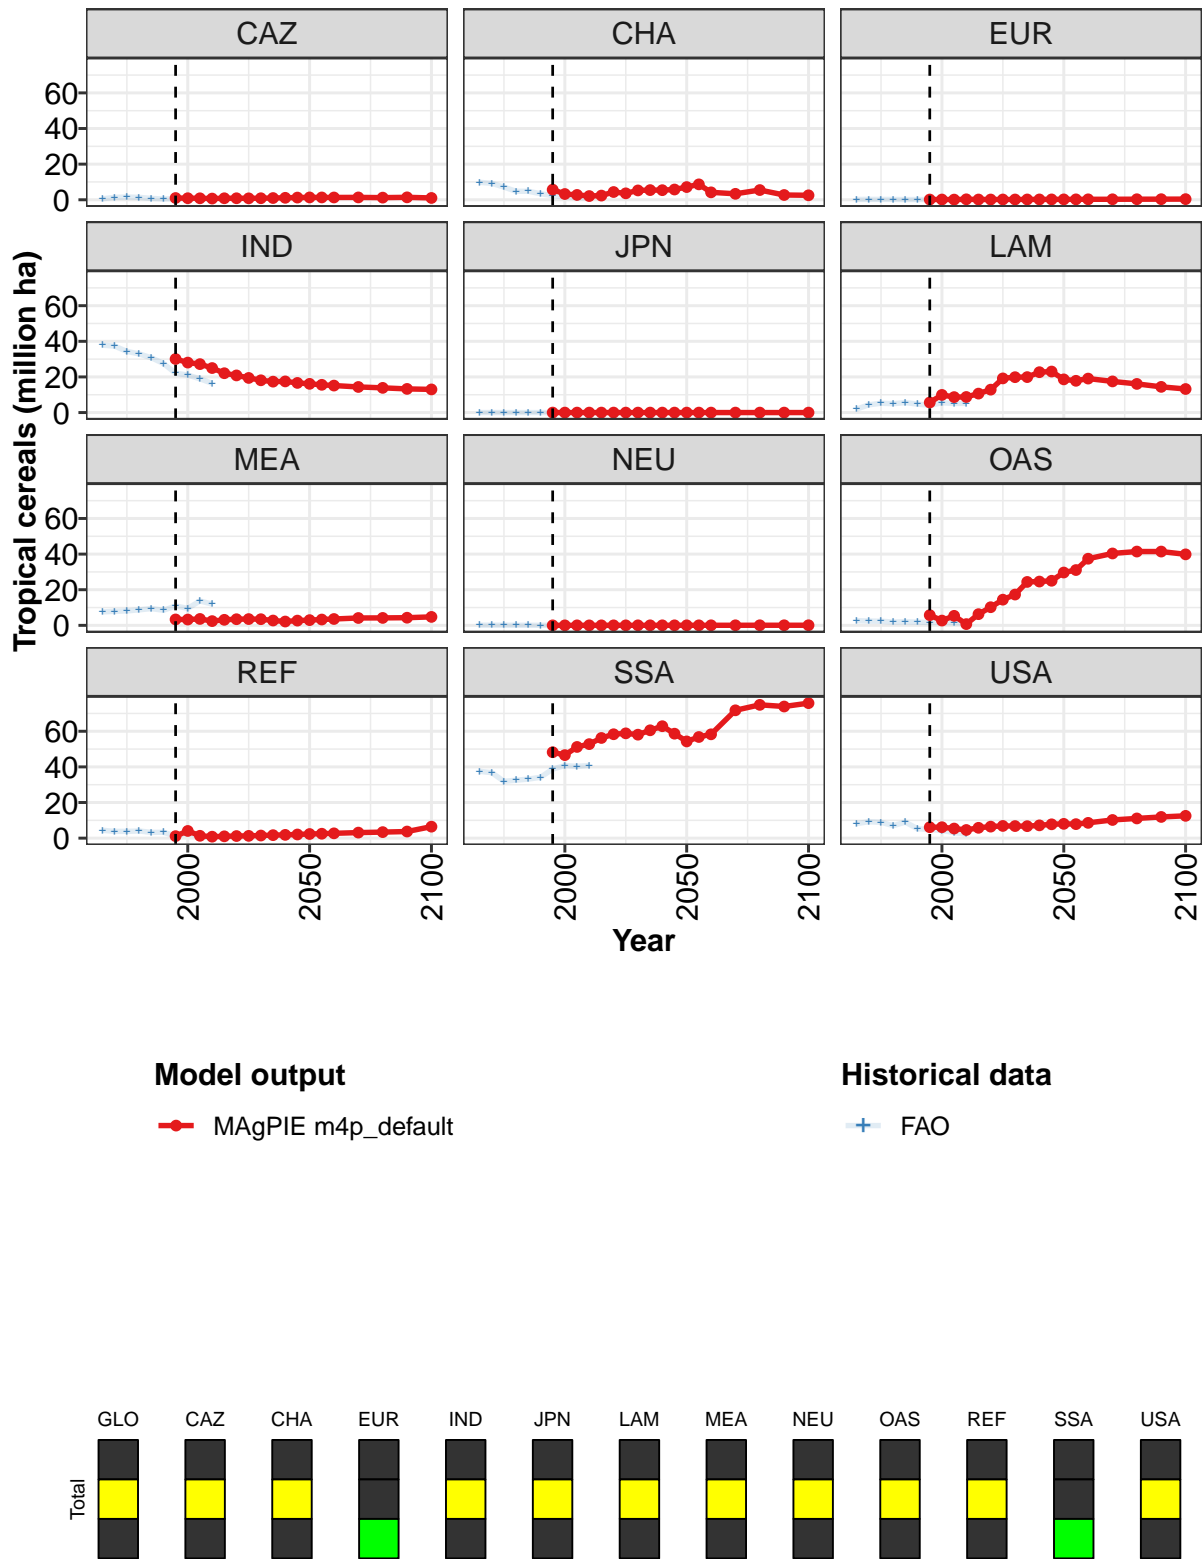 CAZ CHA EUR
60
40
20
0
IND JPN LAM
60
40
20
0
MEA NEU OAS
60
40
20
0
REF SSA USA
60
40
20
0
Tropical cereals (million ha)
2000 2050 2100 2000 2050 2100 2000 2050 2100
Year
Model output Historical data
MAgPIE m4p_default FAO
GLO CAZ CHA EUR IND JPN LAM MEA NEU OAS REF SSA USA
Total